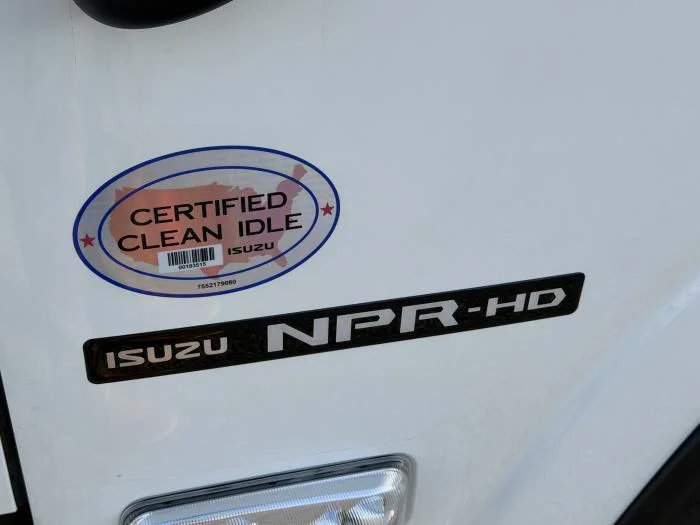 CERTIFIED
CLEAN IDLE
ISUZU
00183515
7552179080
ISUZU NPR-HD